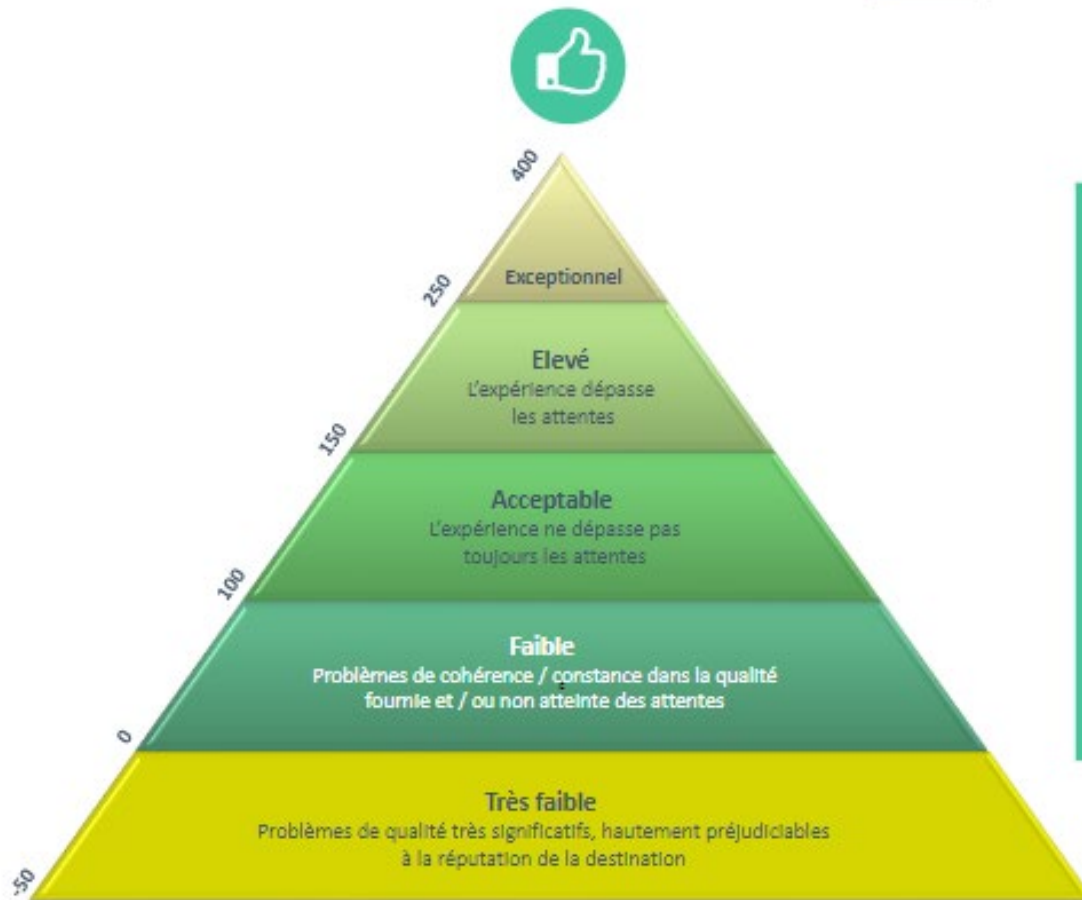 400
Exceptionnel
250
Elevé
L'expérience dépasse
les attentes
150
Acceptable
L'expérience ne dépasse pas
toujours les attentes
100
Faible
Problèmes de cohérence / constance dans la qualité
fournie et / ou non atteinte des attentes
0
Très faible
Problèmes de qualité très significatifs, hautement préjudiciables
à la réputation de la destination
-50